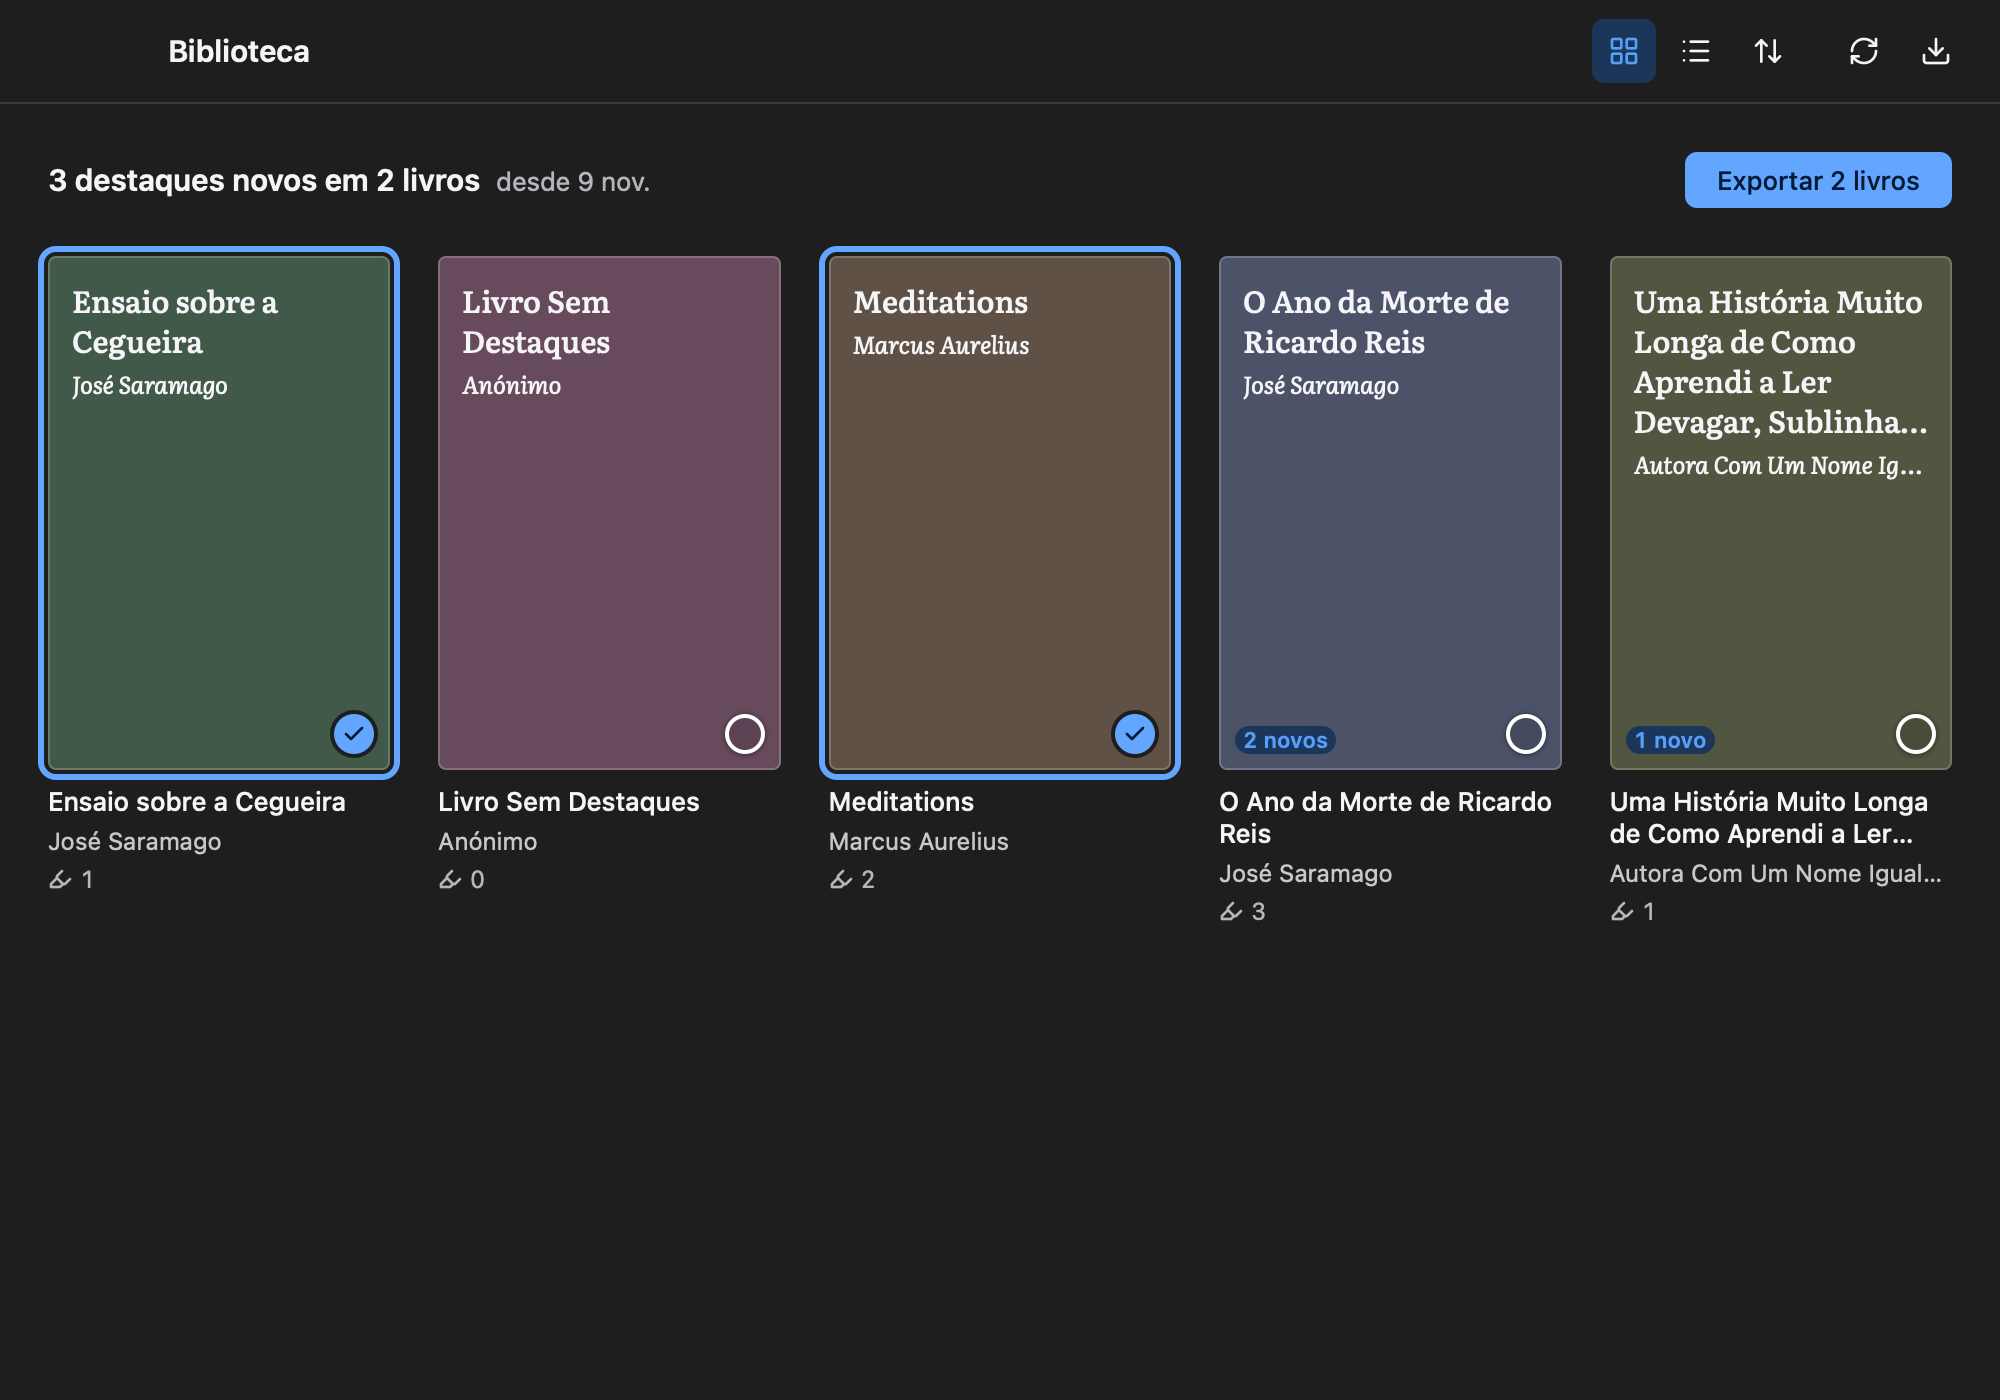 Biblioteca
3 destaques novos em 2 livros desde 9 nov.
Exportar 2 livros
Ensaio sobre a
Cegueira
José Saramago
Ensaio sobre a Cegueira
José Saramago
1
Livro Sem
Destaques
Anónimo
Livro Sem Destaques
Anónimo
0
Meditations
Marcus Aurelius
Meditations
Marcus Aurelius
2
O Ano da Morte de
Ricardo Reis
José Saramago
2 novos
O Ano da Morte de Ricardo
Reis
José Saramago
3
Uma História Muito
Longa de Como
Aprendi a Ler
Devagar, Sublinha...
Autora Com Um Nome Ig...
1 novo
Uma História Muito Longa
de Como Aprendi a Ler...
Autora Com Um Nome Igual...
1